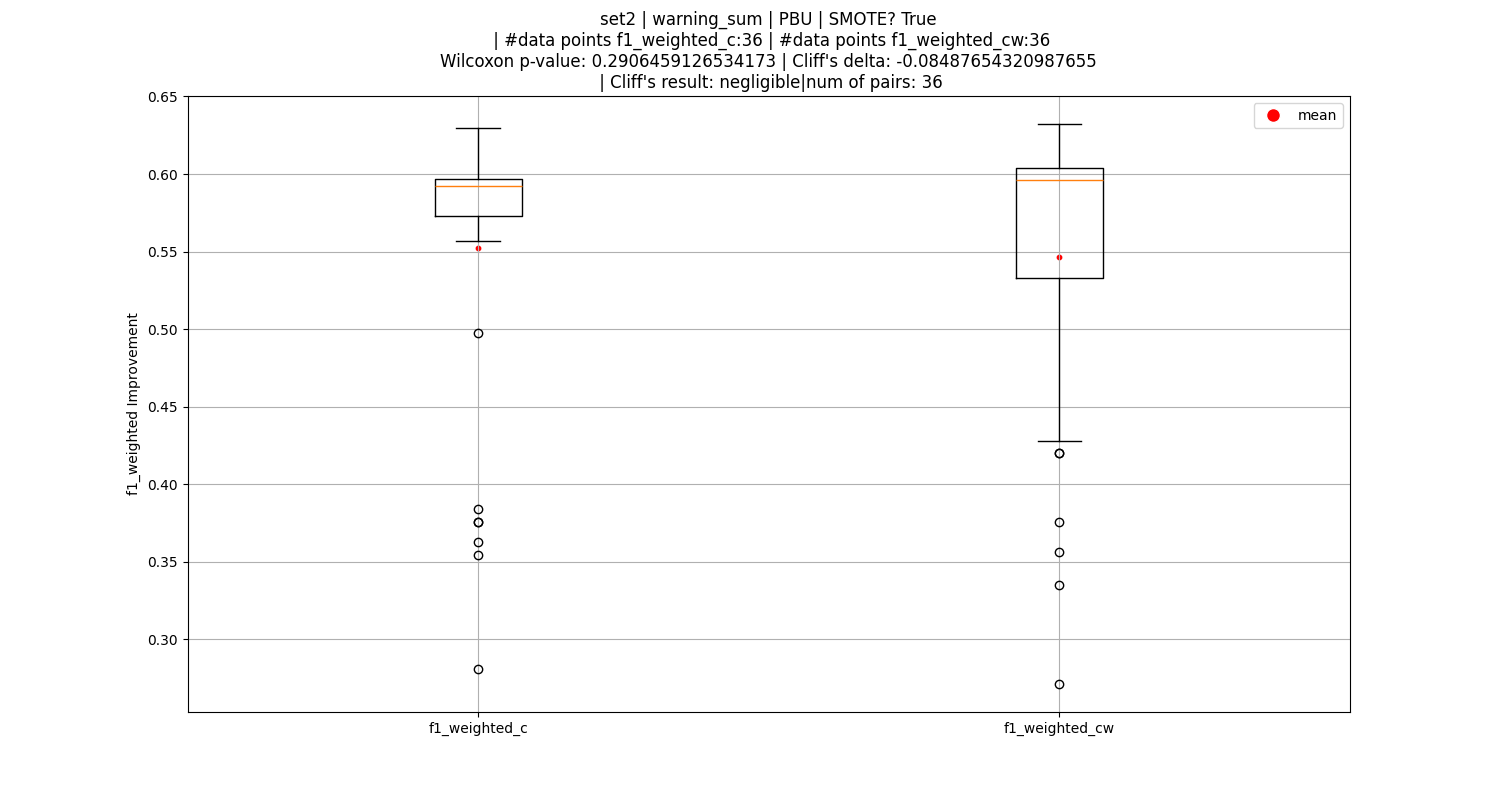 set2 | warning_sum | PBU | SMOTE? True
| #data points f1_weighted_c:36 | #data points f1_weighted_cw:36
Wilcoxon p-value: 0.2906459126534173 | Cliff's delta: -0.08487654320987655
| Cliff's result: negligible|num of pairs: 36
mean
0.65
0.60
0.55
0.50
0.45
0.40
0.35
0.30
f1_weighted Improvement
f1_weighted_c
f1_weighted_cw